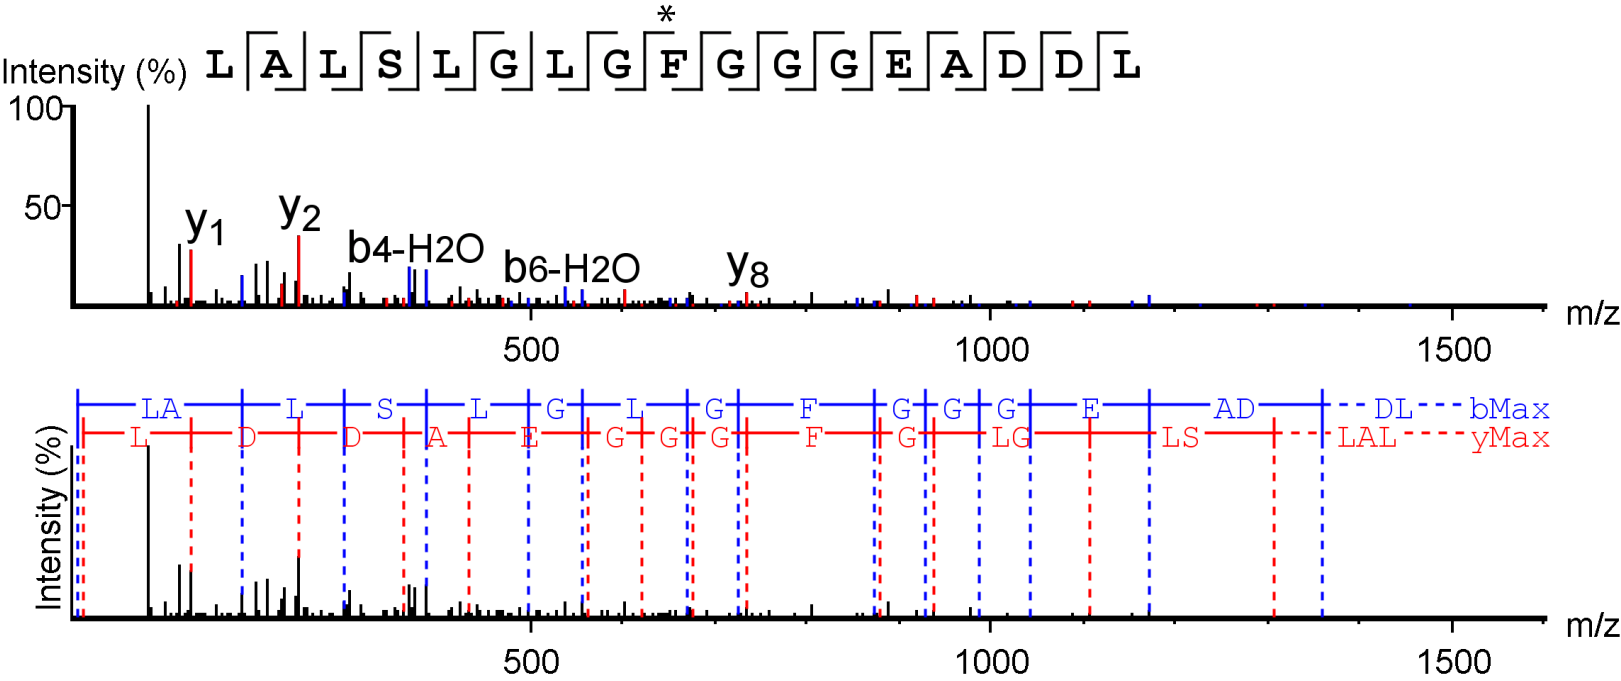 *
Intensity (%) L A L S L G L G F G G G E A D D L
100
50
y1 y2 b4-H2O b6-H2O y8
m/z
500 1000 1500
LA L S L G L G F G G G E AD DL bMax
L D D A E G G G F G LG LS LAL yMax
Intensity (%)
m/z
500 1000 1500